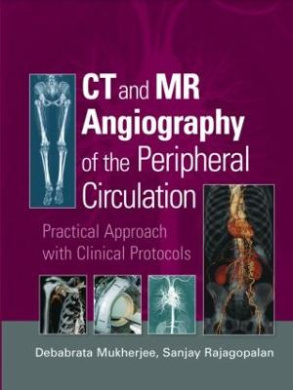 CT and MR
Angiography
of the Peripheral
Circulation
Practical Approach
with Clinical Protocols
Debabrata Mukherjee, Sanjay Rajagopalan